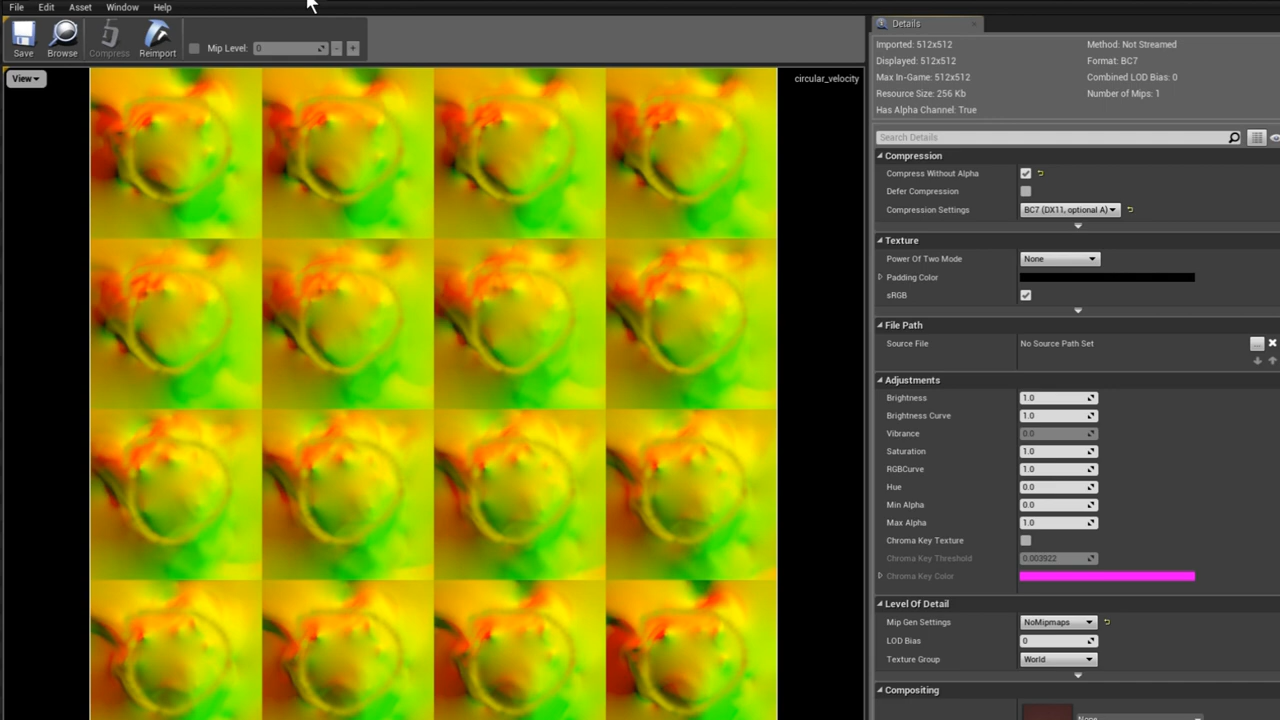 File Edit Asset Window Help
Save Browse Compress Reimport Mip Level: 0 - +
View
circular_velocity
Details
Imported: 512x512 Method: Not Streamed
Displayed: 512x512 Format: BC7
Max In-Game: 512x512 Combined LOD Bias: 0
Resource Size: 256 Kb Number of Mips: 1
Has Alpha Channel: True
Search Details
Compression
Compress Without Alpha
Defer Compression
Compression Settings BC7 (DX11, optional A)
Texture
Power Of Two Mode None
Padding Color
sRGB
File Path
Source File No Source Path Set ...
Adjustments
Brightness 1.0
Brightness Curve 1.0
Vibrance 0.0
Saturation 1.0
RGBCurve 1.0
Hue 0.0
Min Alpha 0.0
Max Alpha 1.0
Chroma Key Texture
Chroma Key Threshold 0.003922
Chroma Key Color
Level Of Detail
Mip Gen Settings NoMipmaps
LOD Bias 0
Texture Group World
Compositing
None